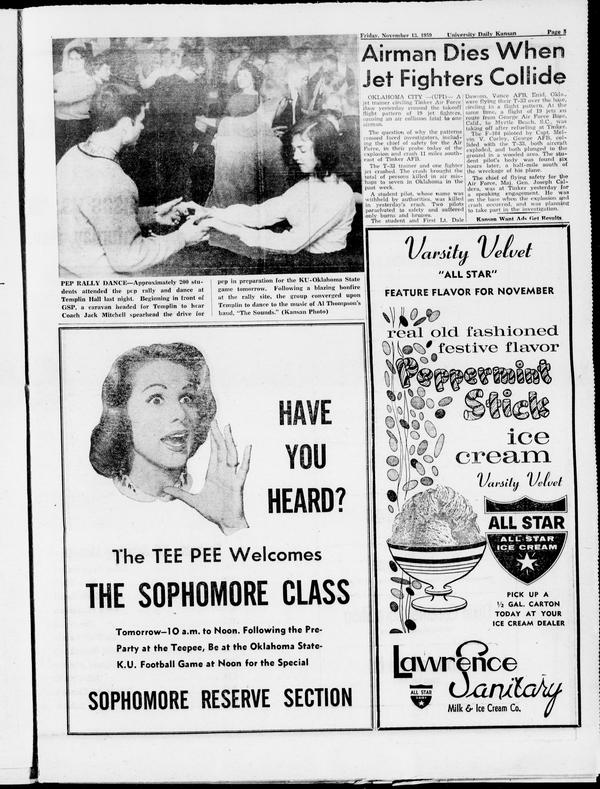 Friday, November 13, 1959 University Daily Kansan Page 5
Airman Dies When
Jet Fighters Collide
OKLAHOMA CITY —(UPI)— A
jet trainer circling Tinker Air Force
Base yesterday crossed the takeoff
flight pattern of 19 jet fighters,
causing an air collision fatal to one
airman.
The question of why the patterns
crossed faced investigators, includ-
ing the chief of safety for the Air
Force, in their probe today of the
explosion and crash 11 miles south-
east of Tinker AFB.
The T-33 trainer and one fighter
jet crashed. The crash brought the
total of persons killed in air mis-
haps to seven in Oklahoma in the
past week.
A student pilot, whose name was
withheld by authorities, was killed
in yesterday's crash. Two pilots
parachuted to safety and suffered
only burns and bruises.
The student and First Lt. Dale
Dawson, Vance AFB, Enid, Okla.,
were flying their T-33 over the base,
circling in a flight pattern. At the
same time, a flight of 19 jets en
route from George Air Force Base,
Calif., to Myrtle Beach, S.C., was
taking off after refueling at Tinker.
The F-104 piloted by Capt. Mel-
vin V. Corley, George AFB, col-
lided with the T-33, both aircraft
exploded, and both plunged to the
ground in a wooded area. The stu-
dent pilot's body was found six
hours later, a half-mile south of
the wreckage of his plane.
The chief of flying safety for the
Air Force, Maj. Gen. Joseph Cal-
dera, was at Tinker yesterday for
a speaking engagement. He was
on the base when the explosion and
crash occurred, and was planning
to take part in the investigation.
Kansan Want Ads Get Results
PEP RALLY DANCE—Approximately 200 stu-
dents attended the pep rally and dance at
Templin Hall last night. Beginning in front of
GSP, a caravan headed for Templin to hear
Coach Jack Mitchell spearhead the drive for
pep in preparation for the KU-Oklahoma State
game tomorrow. Following a blazing bonfire
at the rally site, the group converged upon
Templin to dance to the music of Al Thompson's
band, "The Sounds." (Kansan Photo)
HAVE
YOU
HEARD?
The TEE PEE Welcomes
THE SOPHOMORE CLASS
Tomorrow—10 a.m. to Noon. Following the Pre-
Party at the Teepee, Be at the Oklahoma State-
K.U. Football Game at Noon for the Special
SOPHOMORE RESERVE SECTION
Varsity Velvet
"ALL STAR"
FEATURE FLAVOR FOR NOVEMBER
real old fashioned
festive flavor
Peppermint
Stick
ice
cream
Varsity Velvet
ALL STAR
ALL STAR
ICE CREAM
PICK UP A
½ GAL. CARTON
TODAY AT YOUR
ICE CREAM DEALER
Lawrence
Sanitary
ALL STAR
Milk & Ice Cream Co.